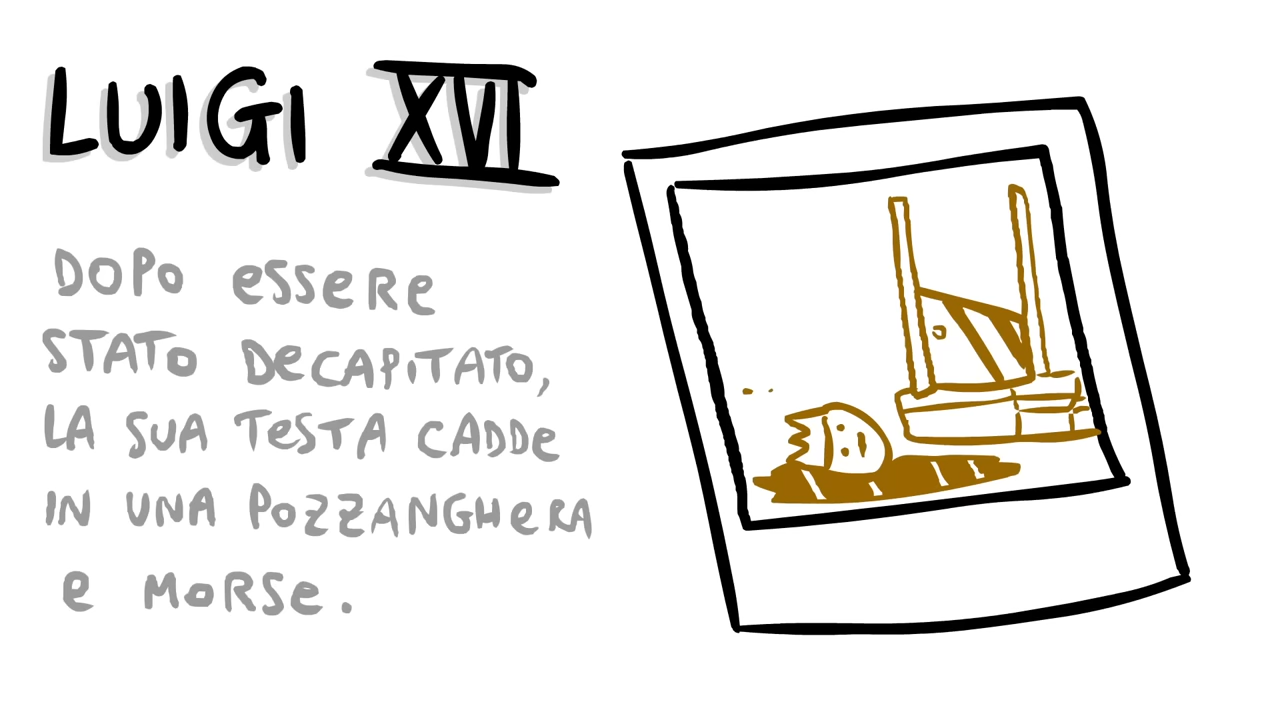 LUIGI XVI
DOPO eSSeRe
STATO DeCAPITATO,
LA SUA TeSTA CADDe
IN UNA POZZANGHeRA
e MORSe.